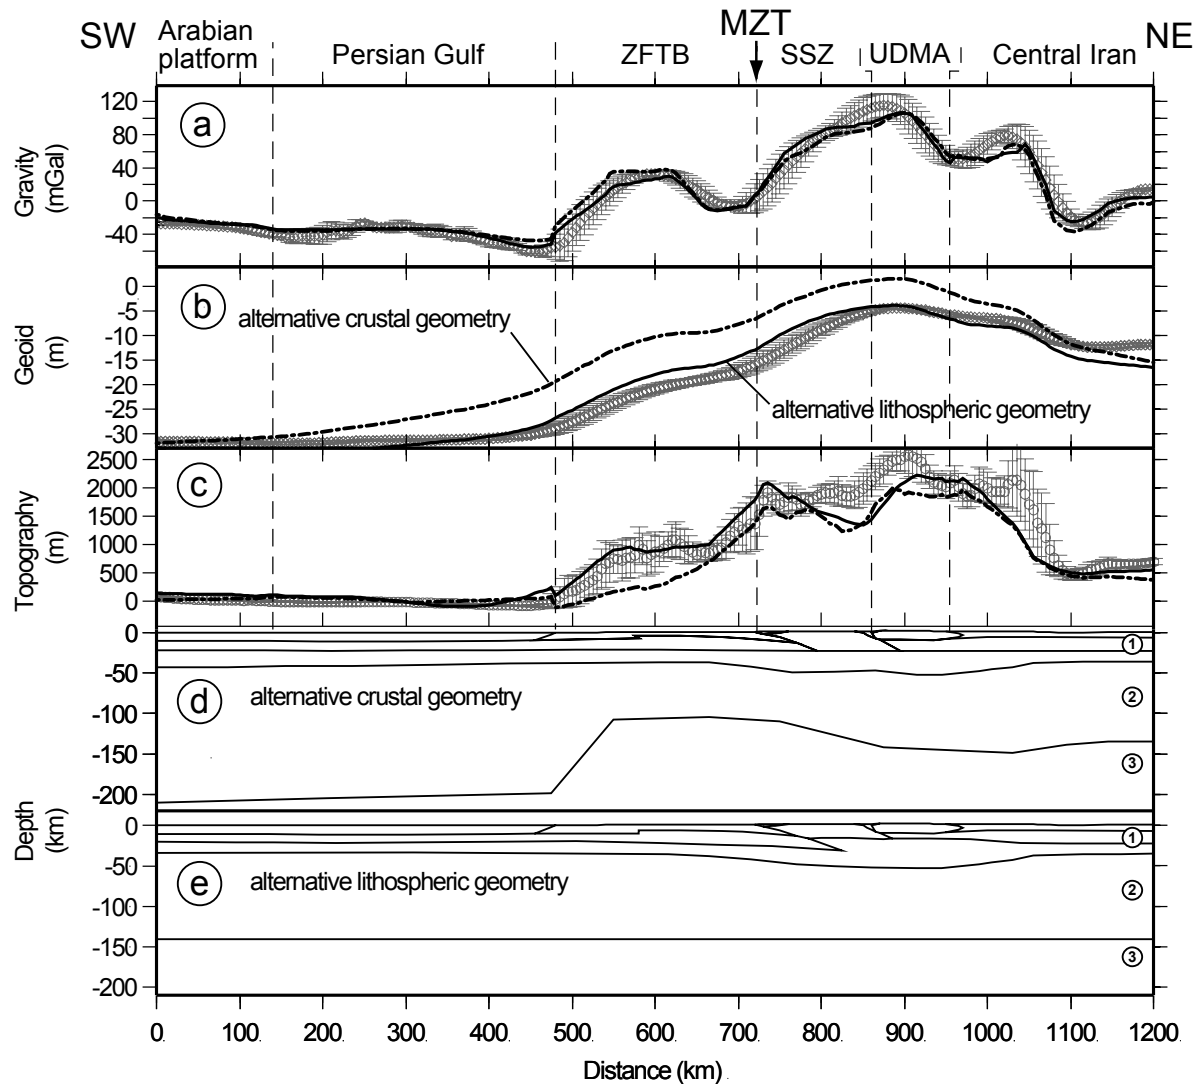 SW
Arabian
platform
Persian Gulf
ZFTB
MZT
SSZ
UDMA
Central Iran
NE
a
Gravity
(mGal)
120
80
40
0
-40
b
Geoid
(m)
0
-5
-10
-15
-20
-25
-30
alternative crustal geometry
alternative lithospheric geometry
c
Topography
(m)
2500
2000
1500
1000
500
0
d
alternative crustal geometry
0
-50
-100
-150
-200
1
2
3
Depth
(km)
e
alternative lithospheric geometry
0
-50
-100
-150
-200
1
2
3
0. 100. 200. 300. 400. 500. 600. 700. 800. 900. 1000. 1100. 1200.
Distance (km)